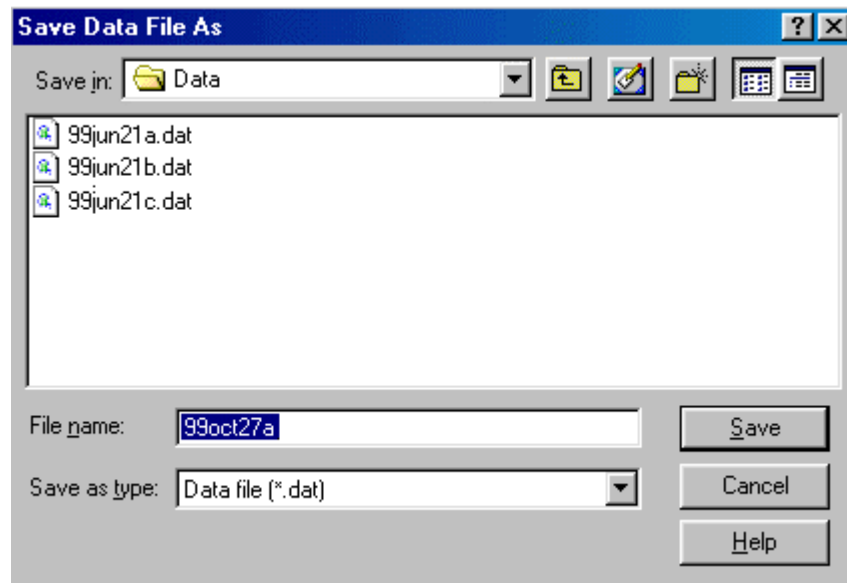 Save Data File As
Save in: Data
99jun21a.dat
99jun21b.dat
99jun21c.dat
File name: 99oct27a Save
Save as type: Data file (*.dat) Cancel
Help